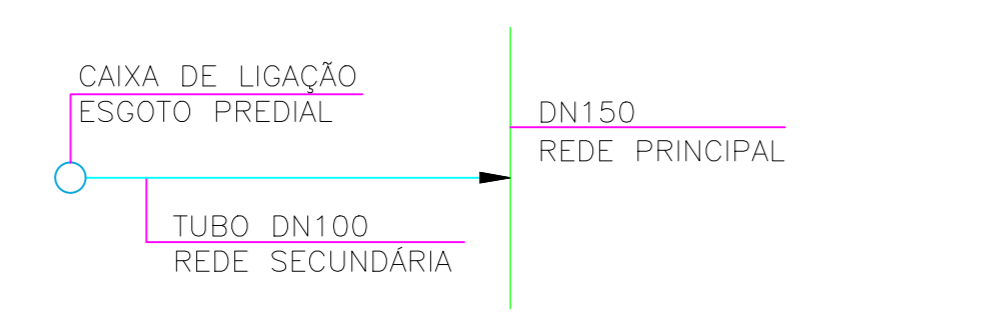 CAIXA DE LIGAÇÃO
ESGOTO PREDIAL
DN150
REDE PRINCIPAL
TUBO DN100
REDE SECUNDÁRIA